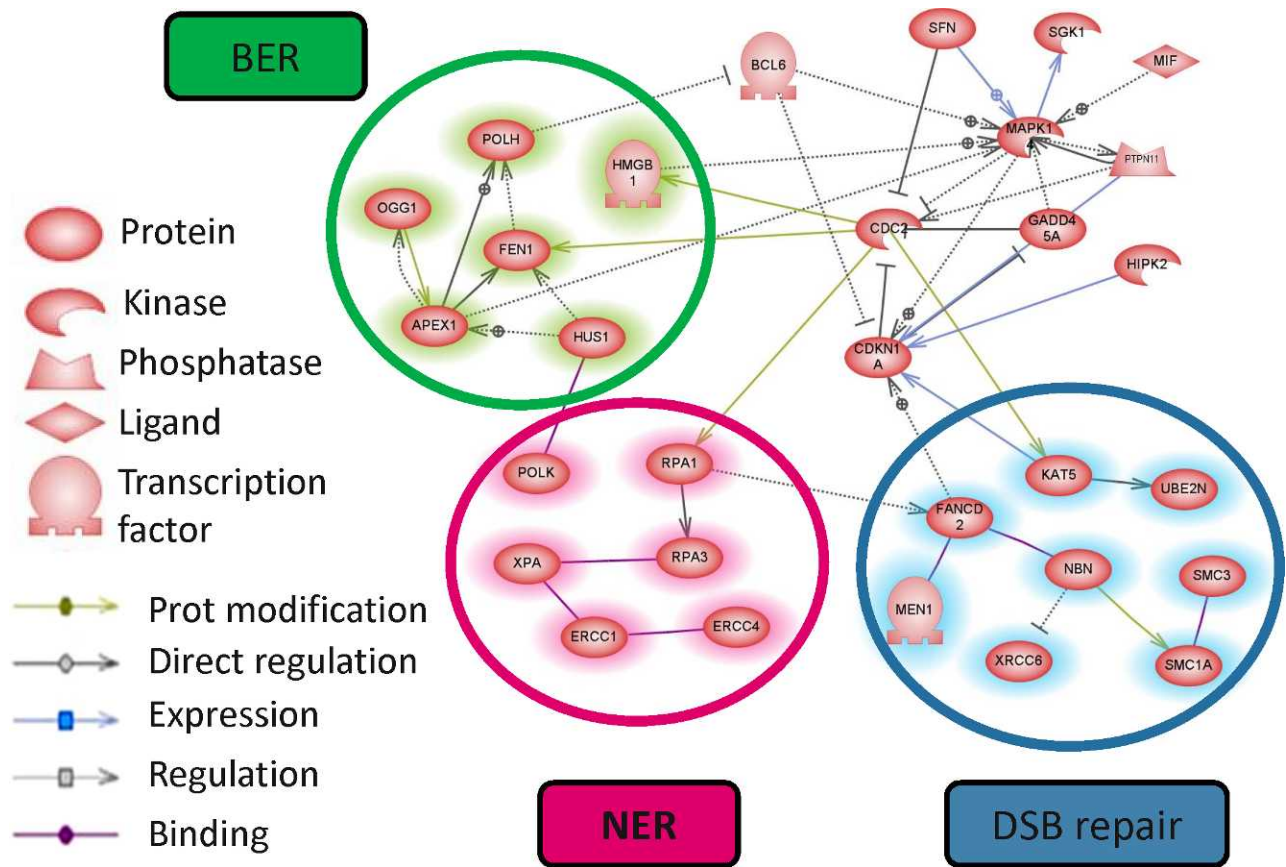 BER
SFN
SGK1
BCL6
MIF
MAPK1
4
PTPN11
POLH
HMGB
1
OGG1
FEN1
CDC2
GADD4
5A
HIPK2
APEX1
HUS1
CDKN1
A
Protein
Kinase
Phosphatase
Ligand
Transcription
factor
POLK
RPA1
KAT5
UBE2N
FANCD
2
XPA
RPA3
NBN
SMC3
MEN1
ERCC1
ERCC4
XRCC6
SMC1A
Prot modification
Direct regulation
Expression
Regulation
Binding
NER
DSB repair